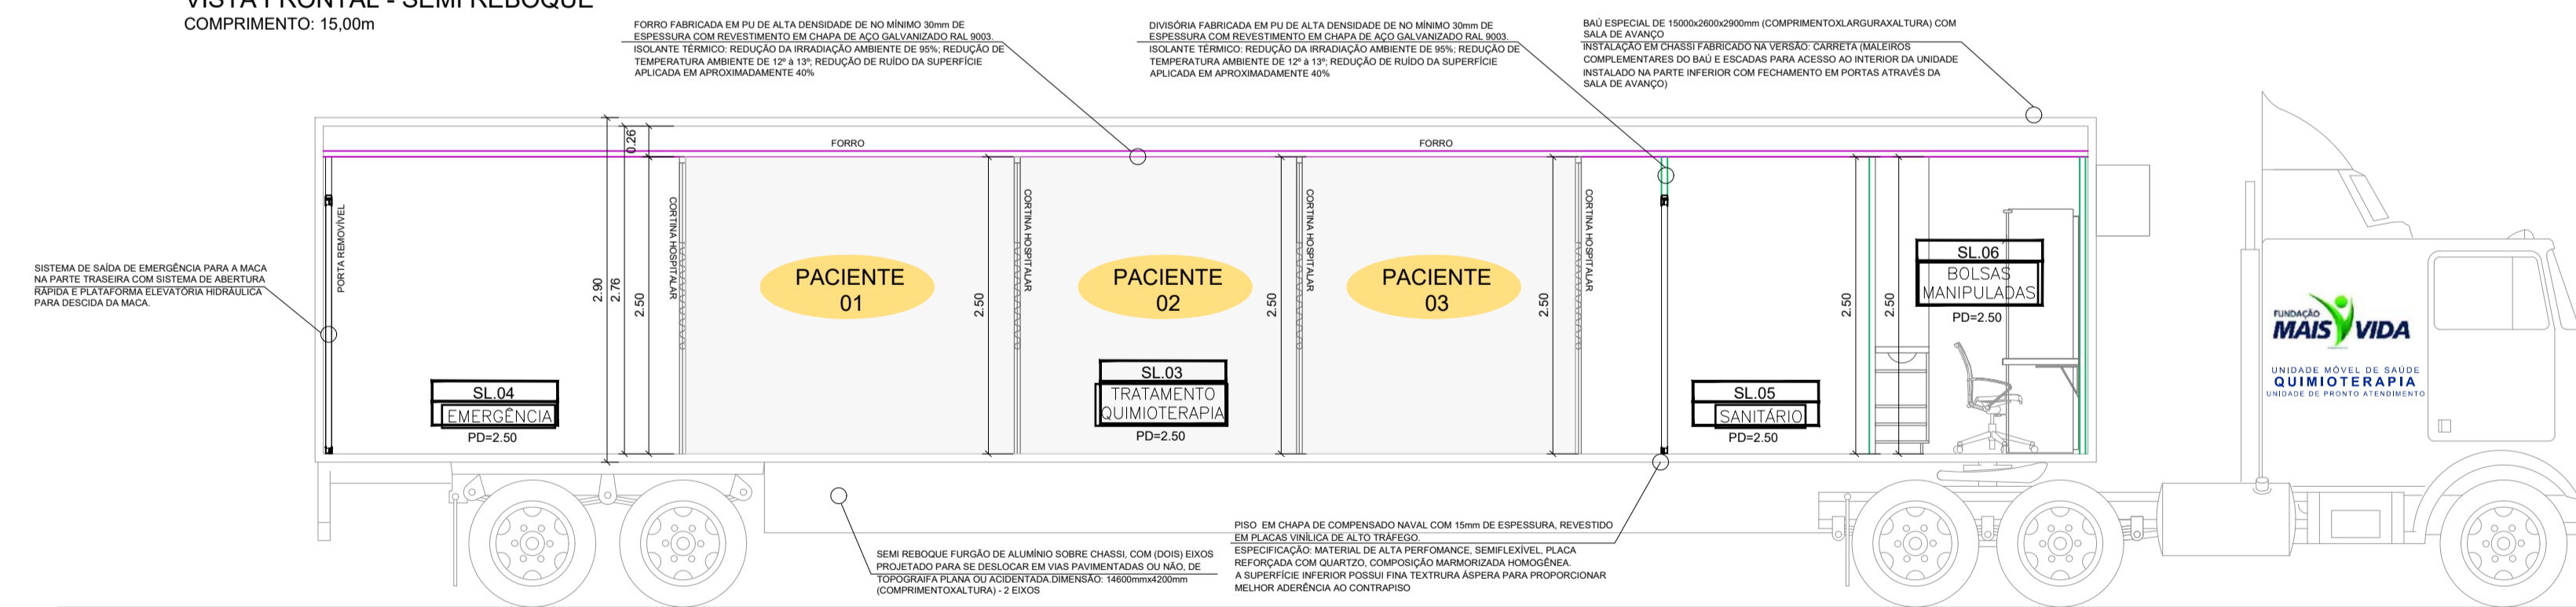 VISTA FRONTAL - SEMI REBOQUE
COMPRIMENTO: 15,00m
FORRO FABRICADA EM PU DE ALTA DENSIDADE DE NO MÍNIMO 30mm DE
ESPESSURA COM REVESTIMENTO EM CHAPA DE AÇO GALVANIZADO RAL 9003.
ISOLANTE TÉRMICO: REDUÇÃO DA IRRADIAÇÃO AMBIENTE DE 95%; REDUÇÃO DE
TEMPERATURA AMBIENTE DE 12º à 13º; REDUÇÃO DE RUÍDO DA SUPERFÍCIE
APLICADA EM APROXIMADAMENTE 40%
DIVISÓRIA FABRICADA EM PU DE ALTA DENSIDADE DE NO MÍNIMO 30mm DE
ESPESSURA COM REVESTIMENTO EM CHAPA DE AÇO GALVANIZADO RAL 9003.
ISOLANTE TÉRMICO: REDUÇÃO DA IRRADIAÇÃO AMBIENTE DE 95%; REDUÇÃO DE
TEMPERATURA AMBIENTE DE 12º à 13º; REDUÇÃO DE RUÍDO DA SUPERFÍCIE
APLICADA EM APROXIMADAMENTE 40%
BAÚ ESPECIAL DE 15000x2600x2900mm (COMPRIMENTOXLARGURAXALTURA) COM
SALA DE AVANÇO
INSTALAÇÃO EM CHASSI FABRICADO NA VERSÃO: CARRETA (MALEIROS
COMPLEMENTARES DO BAÚ E ESCADAS PARA ACESSO AO INTERIOR DA UNIDADE
INSTALADO NA PARTE INFERIOR COM FECHAMENTO EM PORTAS ATRAVÉS DA
SALA DE AVANÇO)
FORRO
FORRO
0.26
2.90
2.76
2.50
PORTA REMOVÍVEL
CORTINA HOSPITALAR
2.50
CORTINA HOSPITALAR
2.50
CORTINA HOSPITALAR
2.50
CORTINA HOSPITALAR
2.50
2.50
SISTEMA DE SAÍDA DE EMERGÊNCIA PARA A MACA
NA PARTE TRASEIRA COM SISTEMA DE ABERTURA
RÁPIDA E PLATAFORMA ELEVATÓRIA HIDRÁULICA
PARA DESCIDA DA MACA.
PACIENTE
01
PACIENTE
02
PACIENTE
03
SL.04
EMERGÊNCIA
PD=2.50
SL.03
TRATAMENTO
QUIMIOTERAPIA
PD=2.50
SL.05
SANITÁRIO
PD=2.50
SL.06
BOLSAS
MANIPULADAS
PD=2.50
FUNDAÇÃO
MAIS VIDA
UNIDADE MÓVEL DE SAÚDE
QUIMIOTERAPIA
UNIDADE DE PRONTO ATENDIMENTO
SEMI REBOQUE FURGÃO DE ALUMÍNIO SOBRE CHASSI, COM (DOIS) EIXOS
PROJETADO PARA SE DESLOCAR EM VIAS PAVIMENTADAS OU NÃO, DE
TOPOGRAIFA PLANA OU ACIDENTADA.DIMENSÃO: 14600mmx4200mm
(COMPRIMENTOXALTURA) - 2 EIXOS
PISO EM CHAPA DE COMPENSADO NAVAL COM 15mm DE ESPESSURA, REVESTIDO
EM PLACAS VINÍLICA DE ALTO TRÁFEGO.
ESPECIFICAÇÃO: MATERIAL DE ALTA PERFOMANCE, SEMIFLEXÍVEL, PLACA
REFORÇADA COM QUARTZO, COMPOSIÇÃO MARMORIZADA HOMOGÊNEA.
A SUPERFÍCIE INFERIOR POSSUI FINA TEXTRURA ÁSPERA PARA PROPORCIONAR
MELHOR ADERÊNCIA AO CONTRAPISO